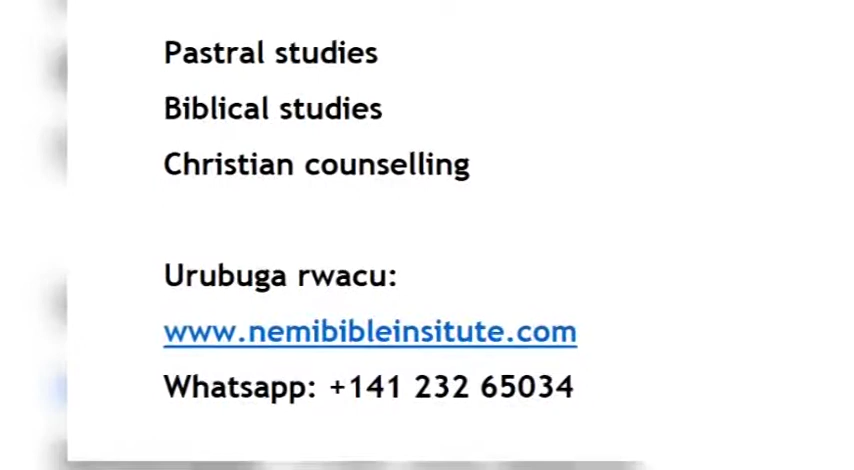 Pastral studies
Biblical studies
Christian counselling
Urubuga rwacu:
www.nemibibleinsitute.com
Whatsapp: +141 232 65034